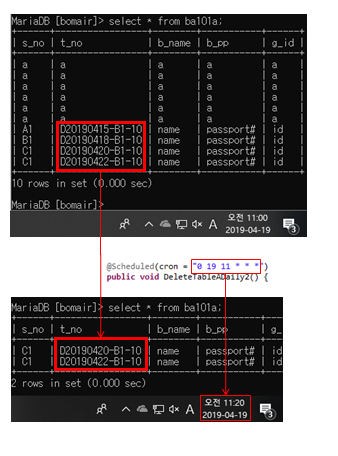 MariaDB [bomair]> select * from ba101a;
| s_no | t_no | b_name | b_pp | g_id |
| a | a | a | a | a |
| a | a | a | a | a |
| a | a | a | a | a |
| a | a | a | a | a |
| a | a | a | a | a |
| a | a | a | a | a |
| A1 | D20190415-B1-10 | name | passport# | id |
| B1 | D20190418-B1-10 | name | passport# | id |
| C1 | D20190420-B1-10 | name | passport# | id |
| C1 | D20190422-B1-10 | name | passport# | id |
10 rows in set (0.000 sec)
MariaDB [bomair]>
A 오전 11:00
2019-04-19
3
@Scheduled(cron = "0 19 11 * * *")
public void DeleteTableADaily2() {
MariaDB [bomair]> select * from ba101a;
| s_no | t_no | b_name | b_pp | g_
| C1 | D20190420-B1-10 | name | passport# | id
| C1 | D20190422-B1-10 | name | passport# | id
2 rows in set (0.000 sec)
A 오전 11:20
2019-04-19
3